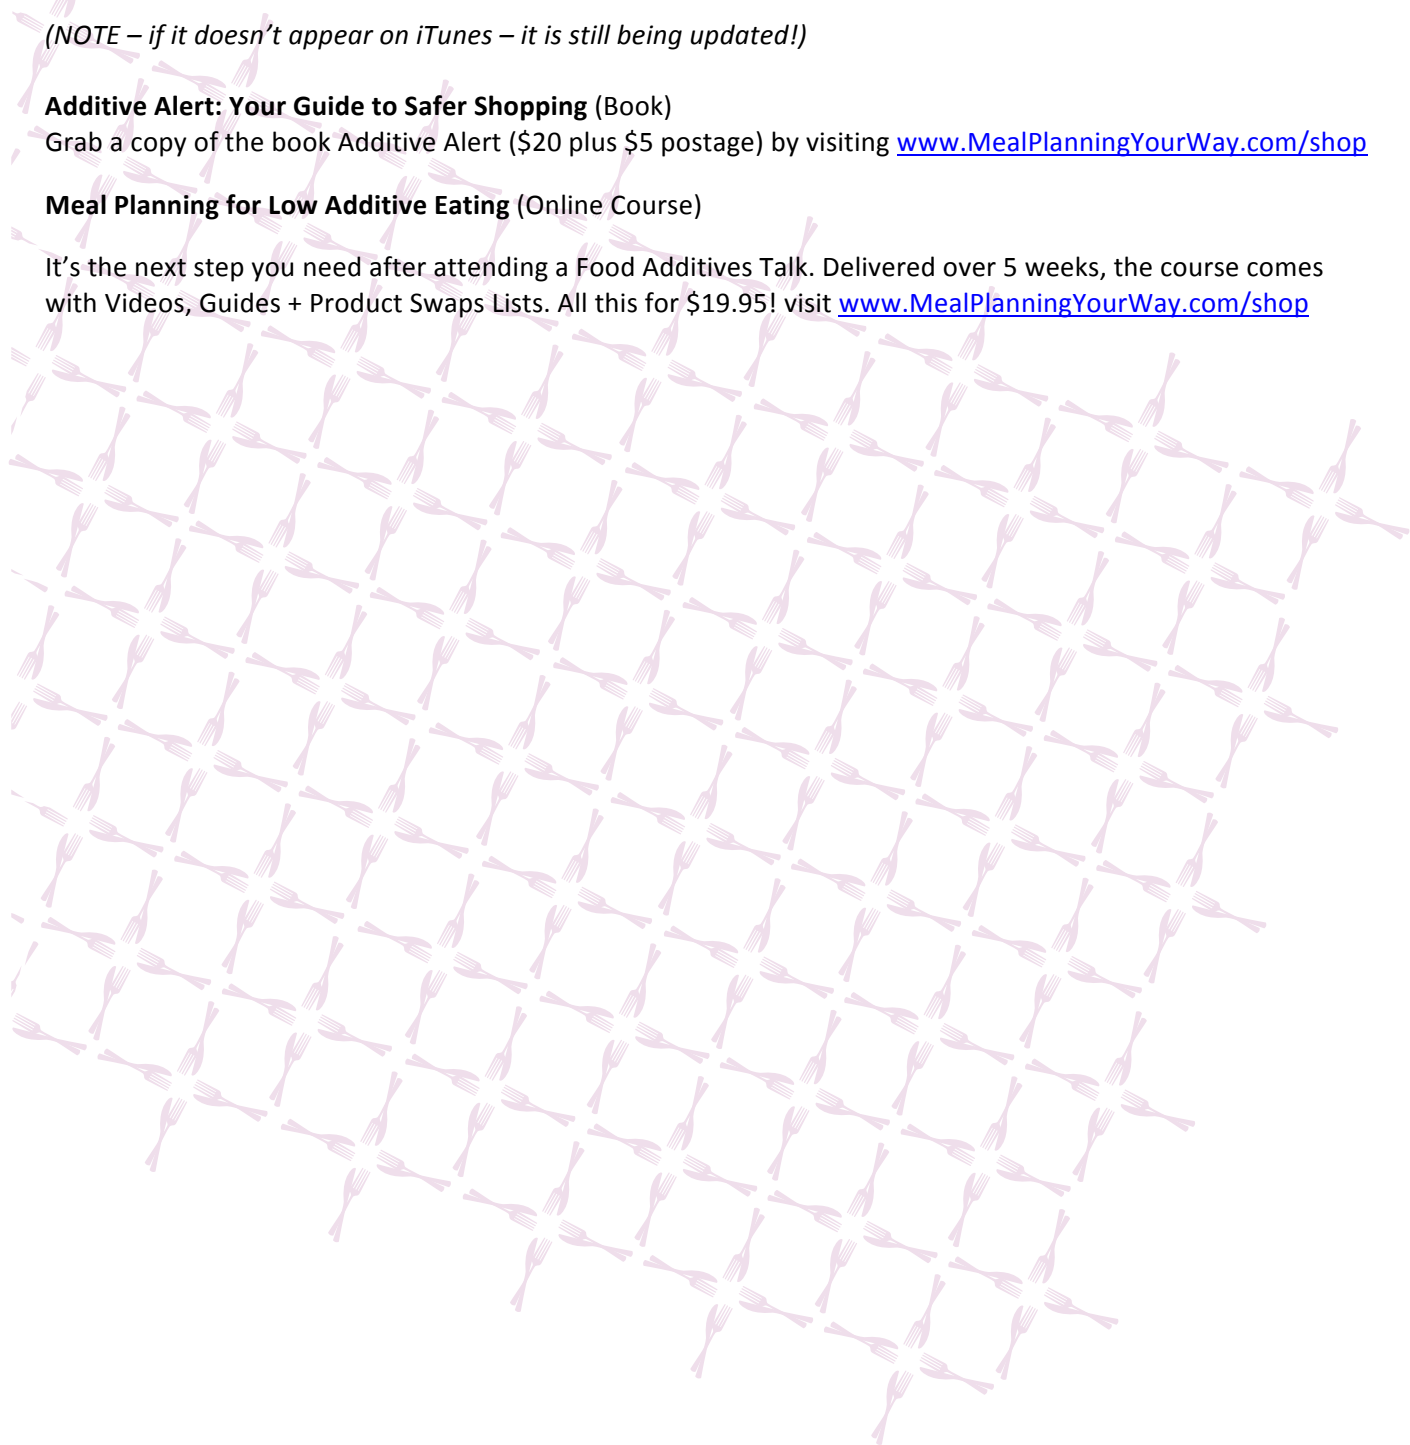 (NOTE – if it doesn’t appear on iTunes – it is still being updated!)
Additive Alert: Your Guide to Safer Shopping (Book)
Grab a copy of the book Additive Alert ($20 plus $5 postage) by visiting www.MealPlanningYourWay.com/shop
Meal Planning for Low Additive Eating (Online Course)
It’s the next step you need after attending a Food Additives Talk. Delivered over 5 weeks, the course comes
with Videos, Guides + Product Swaps Lists. All this for $19.95! visit www.MealPlanningYourWay.com/shop